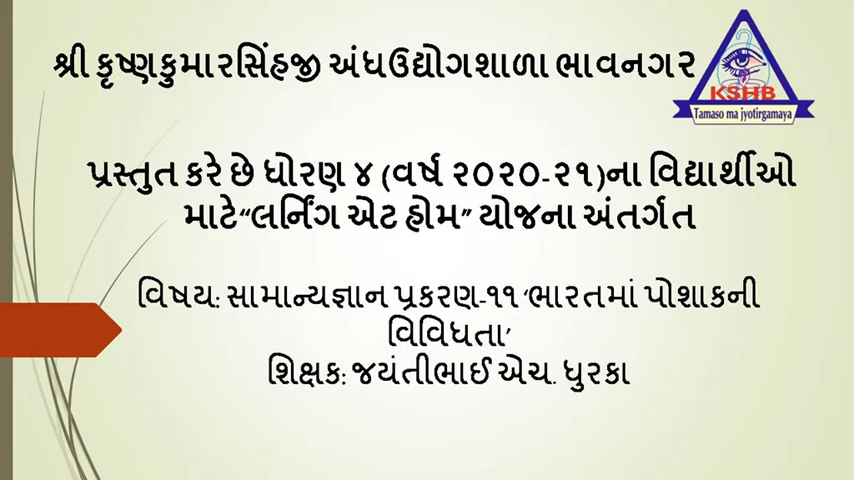 શ્રી કૃષ્ણકુમારસિંહજી અંધઉદ્યોગશાળા ભાવનગર
KSHB
Tamaso ma jyotirgamaya
પ્રસ્તુત કરે છે ધોરણ ૪ (વર્ષ ૨૦૨૦-૨૧)ના વિદ્યાર્થીઓ
માટે“લર્નિંગ એટ હોમ” યોજના અંતર્ગત
વિષય: સામાન્યજ્ઞાન પ્રકરણ-૧૧ ‘ભારતમાં પોશાકની
વિવિધતા’
શિક્ષક: જયંતીભાઈ એચ. ધુરકા